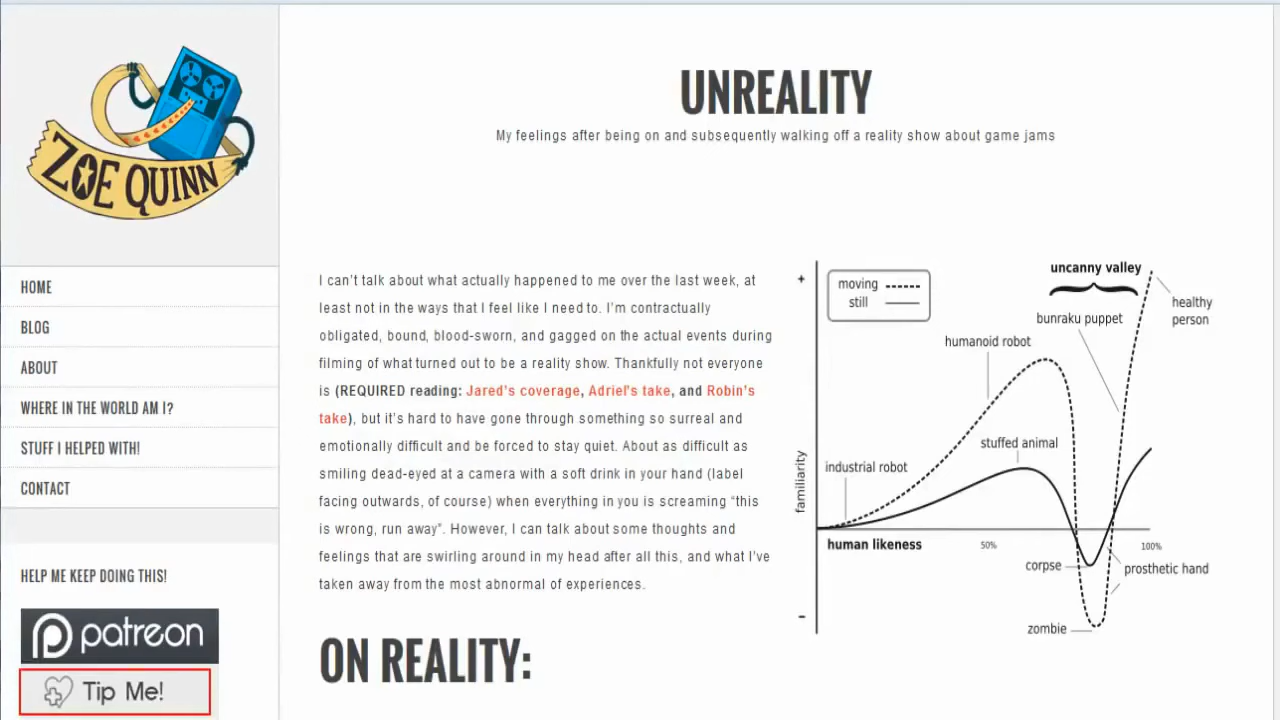 ZOE QUINN
HOME
BLOG
ABOUT
WHERE IN THE WORLD AM I?
STUFF I HELPED WITH!
CONTACT
HELP ME KEEP DOING THIS!
patreon
Tip Me!
UNREALITY
My feelings after being on and subsequently walking off a reality show about game jams
I can't talk about what actually happened to me over the last week, at
least not in the ways that I feel like I need to. I'm contractually
obligated, bound, blood-sworn, and gagged on the actual events during
filming of what turned out to be a reality show. Thankfully not everyone
is (REQUIRED reading: Jared's coverage, Adriel's take, and Robin's
take), but it's hard to have gone through something so surreal and
emotionally difficult and be forced to stay quiet. About as difficult as
smiling dead-eyed at a camera with a soft drink in your hand (label
facing outwards, of course) when everything in you is screaming “this
is wrong, run away”. However, I can talk about some thoughts and
feelings that are swirling around in my head after all this, and what I've
taken away from the most abnormal of experiences.
+
moving
still
uncanny valley
healthy
person
bunraku puppet
humanoid robot
stuffed animal
industrial robot
familiarity
human likeness
50%
100%
corpse
prosthetic hand
–
zombie
ON REALITY: